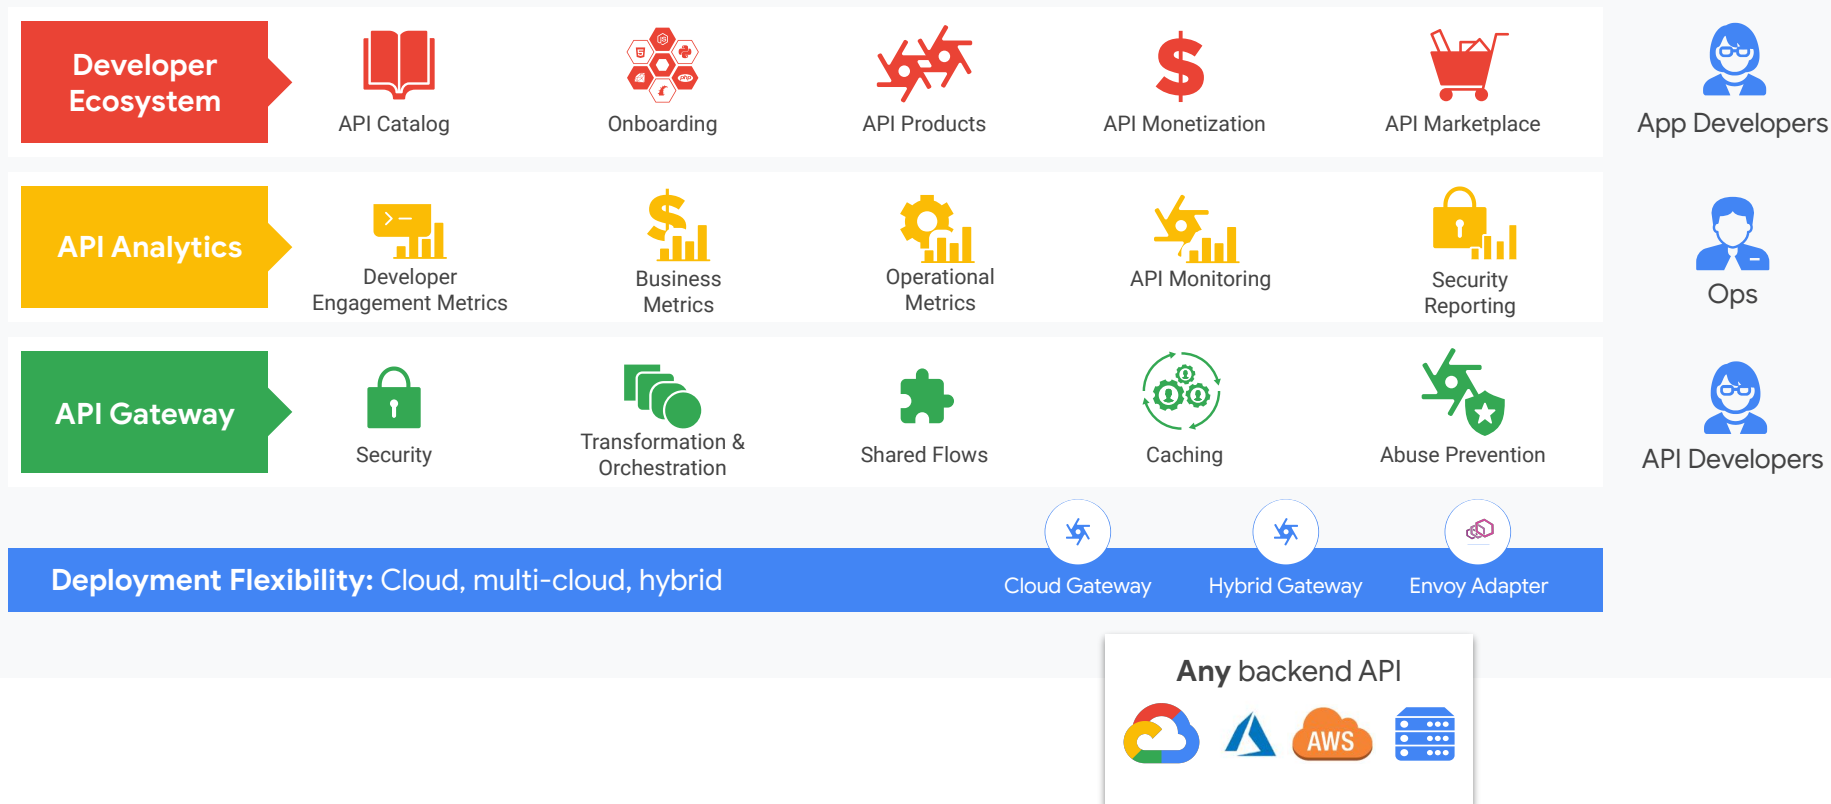 Developer
Ecosystem
API Catalog
Onboarding
API Products
API Monetization
API Marketplace
App Developers
API Analytics
Developer
Engagement Metrics
Business
Metrics
Operational
Metrics
API Monitoring
Security
Reporting
Ops
API Gateway
Security
Transformation &
Orchestration
Shared Flows
Caching
Abuse Prevention
API Developers
Deployment Flexibility: Cloud, multi-cloud, hybrid
Cloud Gateway
Hybrid Gateway
Envoy Adapter
Any backend API
AWS